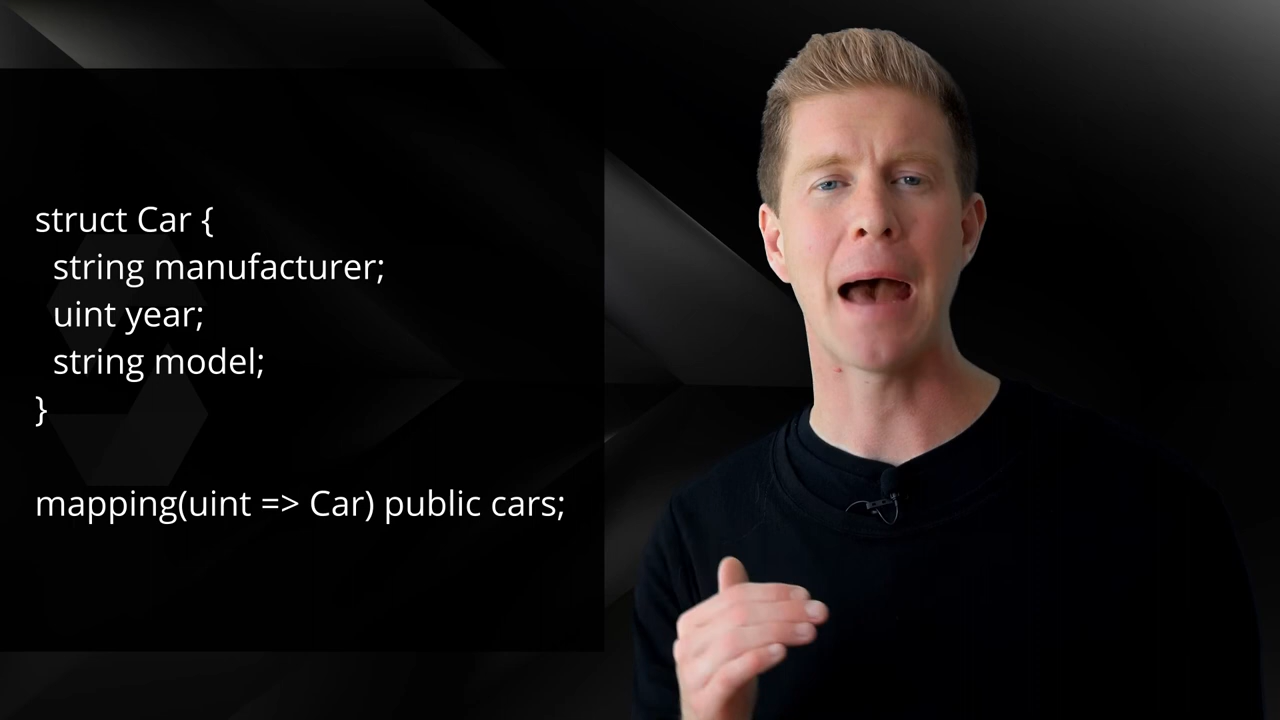 struct Car {
string manufacturer;
uint year;
string model;
}
mapping(uint => Car) public cars;